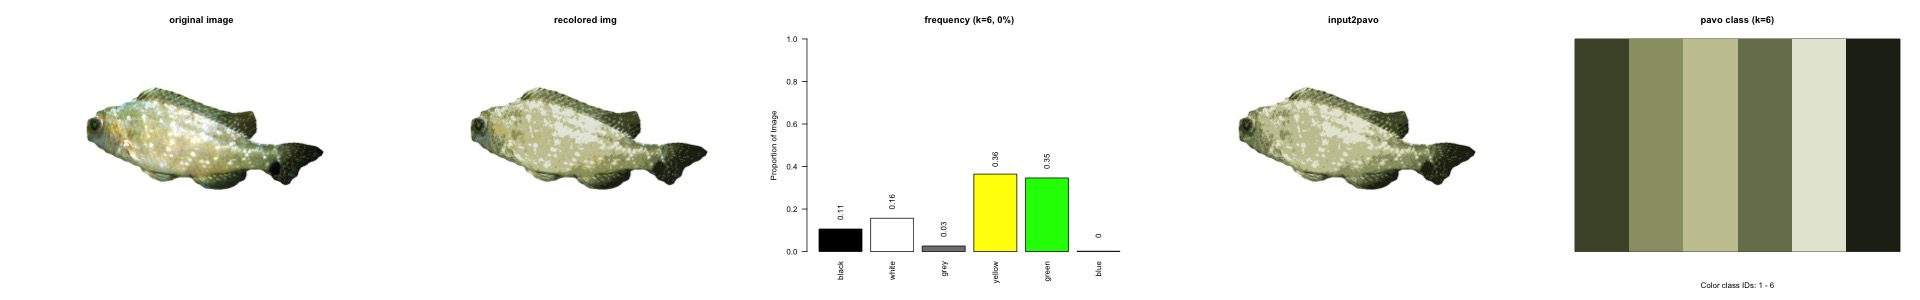 original image
recolored img
frequency (k=6, 0%)
input2pavo
pavo class (k=6)
Proportion of Image
1.0
0.8
0.6
0.4
0.2
0.0
0.11
0.16
0.03
0.36
0.35
0
black
white
grey
yellow
green
blue
Color class IDs: 1 - 6